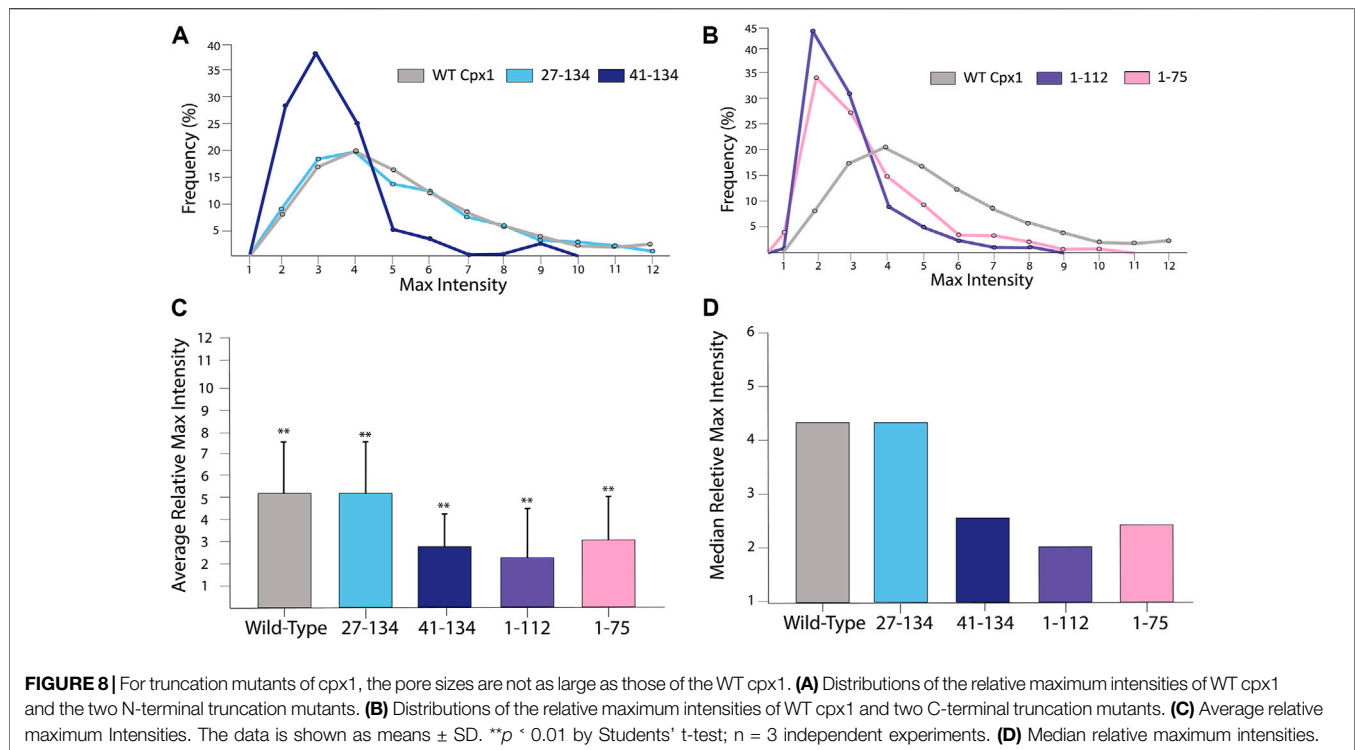 A
40
35
30
25
20
15
10
5
Frequency (%)
WT Cpx1 27-134 41-134
1 2 3 4 5 6 7 8 9 10 11 12
Max Intensity
B
45
40
35
30
25
20
15
10
5
Frequency (%)
WT Cpx1 1-112 1-75
1 2 3 4 5 6 7 8 9 10 11 12
Max Intensity
C
12
11
10
9
8
7
6
5
4
3
2
1
Average Relative Max Intensity
** ** ** ** **
Wild-Type 27-134 41-134 1-112 1-75
D
6
5
4
3
2
1
Median Reletive Max Intensity
Wild-Type 27-134 41-134 1-112 1-75
FIGURE 8 | For truncation mutants of cpx1, the pore sizes are not as large as those of the WT cpx1. (A) Distributions of the relative maximum intensities of WT cpx1
and the two N-terminal truncation mutants. (B) Distributions of the relative maximum intensities of WT cpx1 and two C-terminal truncation mutants. (C) Average relative
maximum Intensities. The data is shown as means ± SD. **p < 0.01 by Students' t-test; n = 3 independent experiments. (D) Median relative maximum intensities.